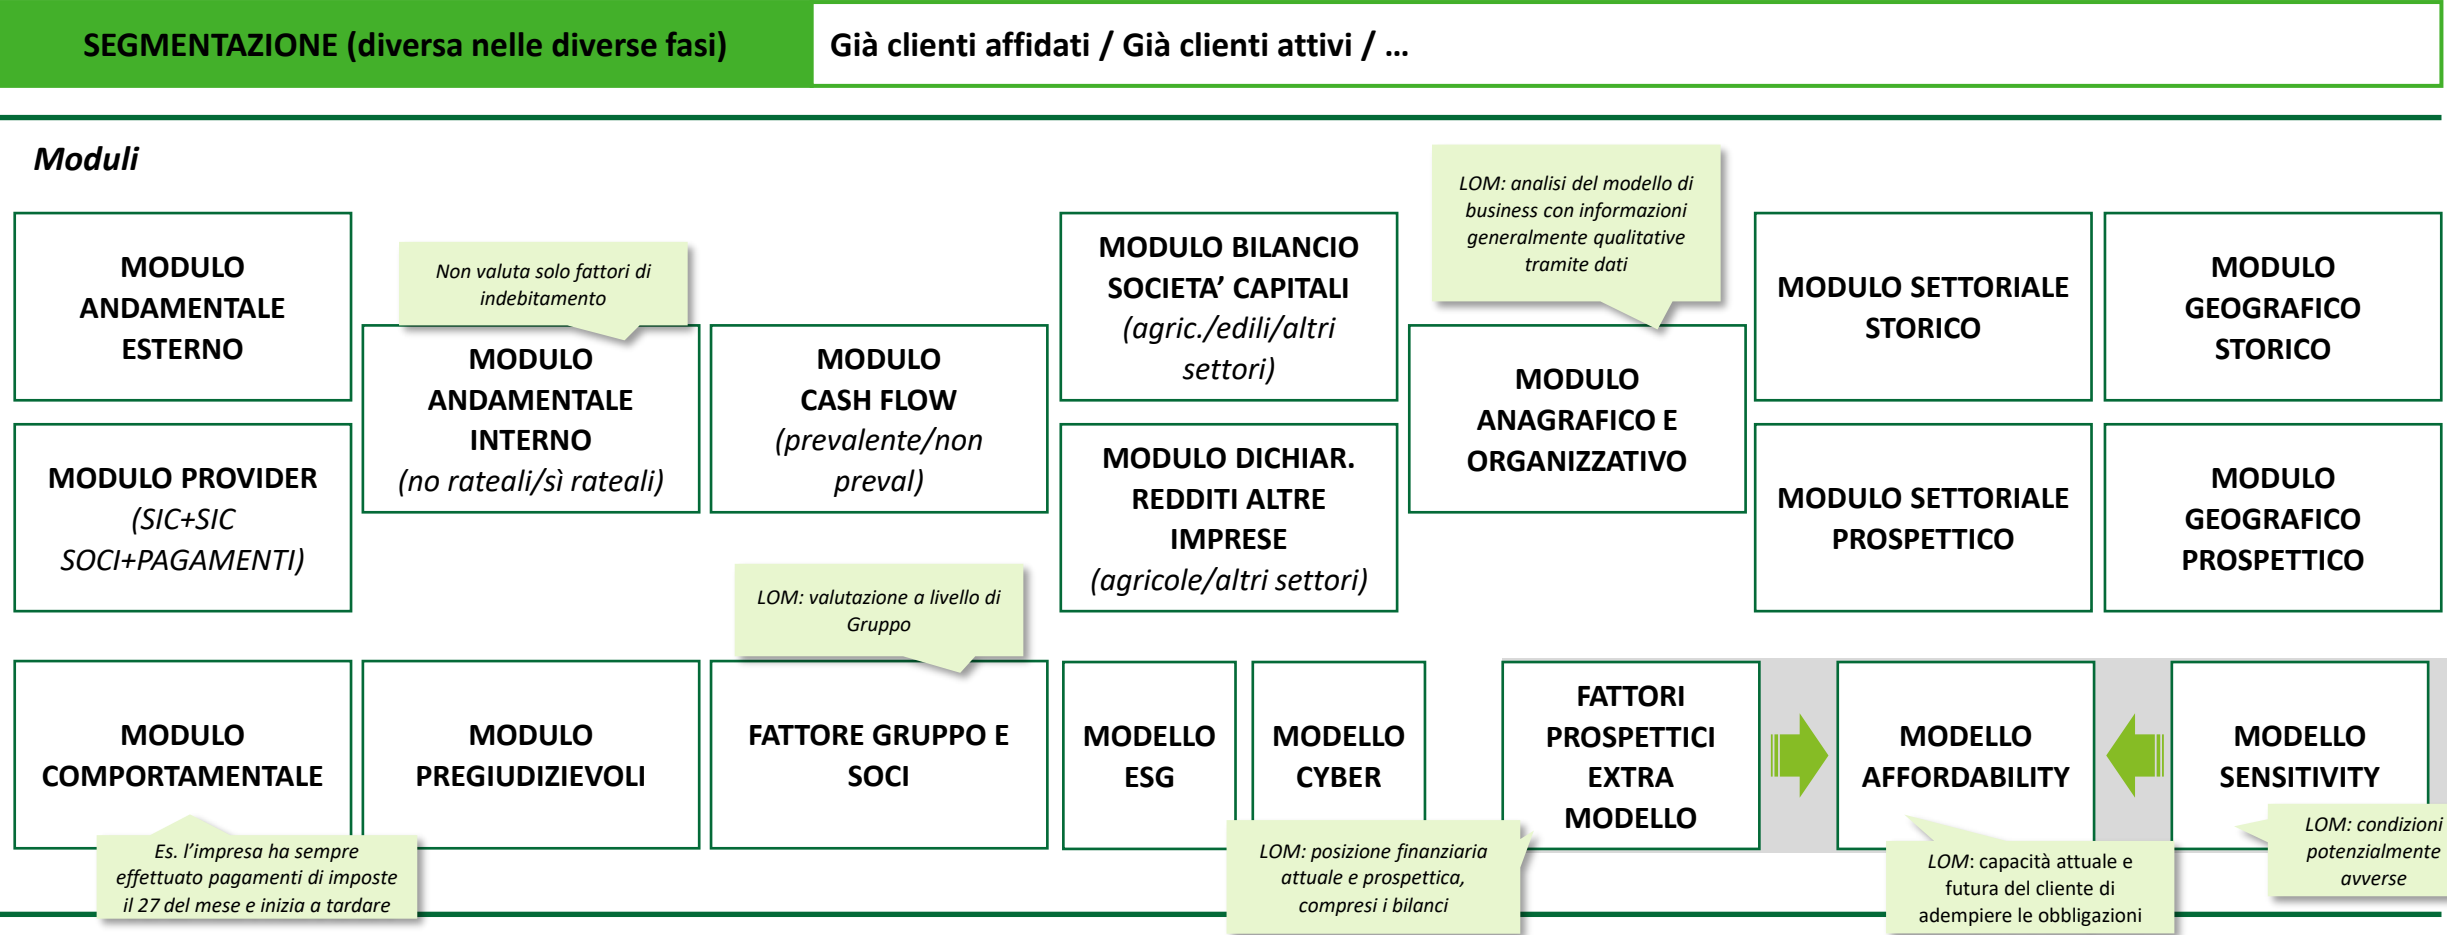 SEGMENTAZIONE (diversa nelle diverse fasi)
Già clienti affidati / Già clienti attivi / …
Moduli
MODULO
ANDAMENTALE
ESTERNO
MODULO PROVIDER
(SIC+SIC
SOCI+PAGAMENTI)
Non valuta solo fattori di
indebitamento
MODULO
ANDAMENTALE
INTERNO
(no rateali/sì rateali)
MODULO
CASH FLOW
(prevalente/non
preval)
MODULO BILANCIO
SOCIETA’ CAPITALI
(agric./edili/altri
settori)
MODULO DICHIAR.
REDDITI ALTRE
IMPRESE
(agricole/altri settori)
LOM: analisi del modello di
business con informazioni
generalmente qualitative
tramite dati
MODULO
ANAGRAFICO E
ORGANIZZATIVO
MODULO SETTORIALE
STORICO
MODULO SETTORIALE
PROSPETTICO
MODULO
GEOGRAFICO
STORICO
MODULO
GEOGRAFICO
PROSPETTICO
MODULO
COMPORTAMENTALE
Es. l’impresa ha sempre
effettuato pagamenti di imposte
il 27 del mese e inizia a tardare
MODULO
PREGIUDIZIEVOLI
LOM: valutazione a livello di
Gruppo
FATTORE GRUPPO E
SOCI
MODELLO
ESG
MODELLO
CYBER
FATTORI
PROSPETTICI
EXTRA
MODELLO
LOM: posizione finanziaria
attuale e prospettica,
compresi i bilanci
MODELLO
AFFORDABILITY
LOM: capacità attuale e
futura del cliente di
adempiere le obbligazioni
MODELLO
SENSITIVITY
LOM: condizioni
potenzialmente
avverse